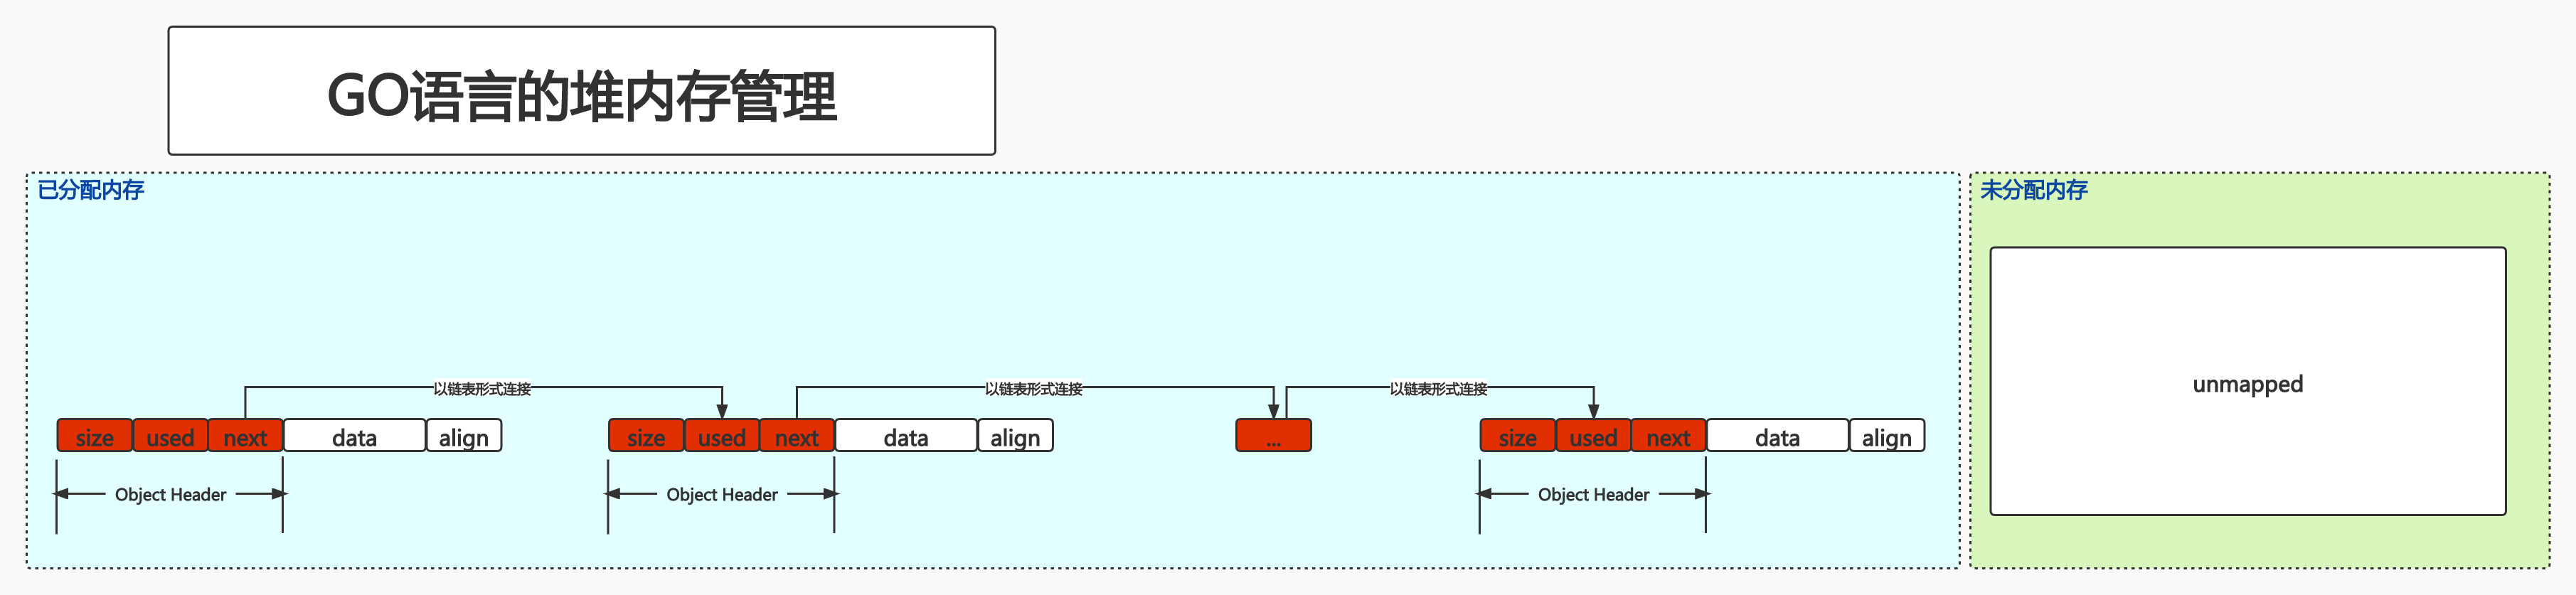 GO语言的堆内存管理
已分配内存
未分配内存
unmapped
以链表形式连接
以链表形式连接
以链表形式连接
size used next data align
size used next data align
...
size used next data align
Object Header
Object Header
Object Header